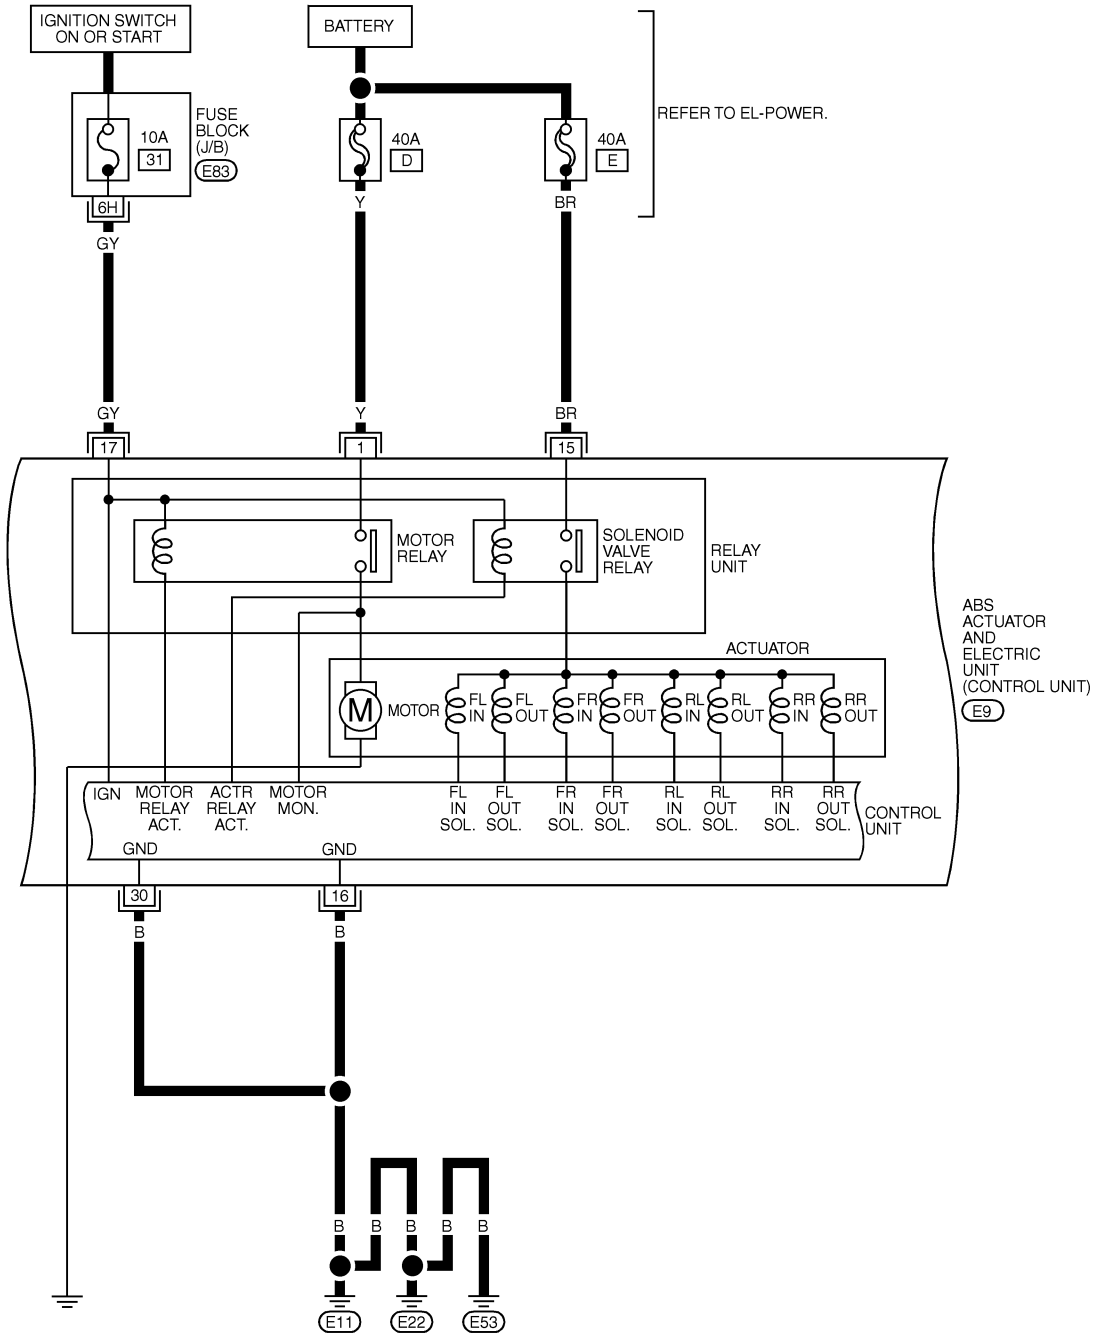 IGNITION SWITCH
ON OR START
BATTERY
FUSE
BLOCK
(J/B)
E83
10A
31
6H
GY
40A
D
Y
40A
E
BR
REFER TO EL-POWER.
GY
Y
BR
17
1
15
MOTOR
RELAY
SOLENOID
VALVE
RELAY
RELAY
UNIT
ABS
ACTUATOR
AND
ELECTRIC
UNIT
(CONTROL UNIT)
E9
ACTUATOR
M
MOTOR
FL
IN
FL
OUT
FR
IN
FR
OUT
RL
IN
RL
OUT
RR
IN
RR
OUT
IGN
MOTOR
RELAY
ACT.
ACTR
RELAY
ACT.
MOTOR
MON.
FL
IN
SOL.
FL
OUT
SOL.
FR
IN
SOL.
FR
OUT
SOL.
RL
IN
SOL.
RL
OUT
SOL.
RR
IN
SOL.
RR
OUT
SOL.
CONTROL
UNIT
GND
GND
30
16
B
B
B
B
B
B
B
E11
E22
E53